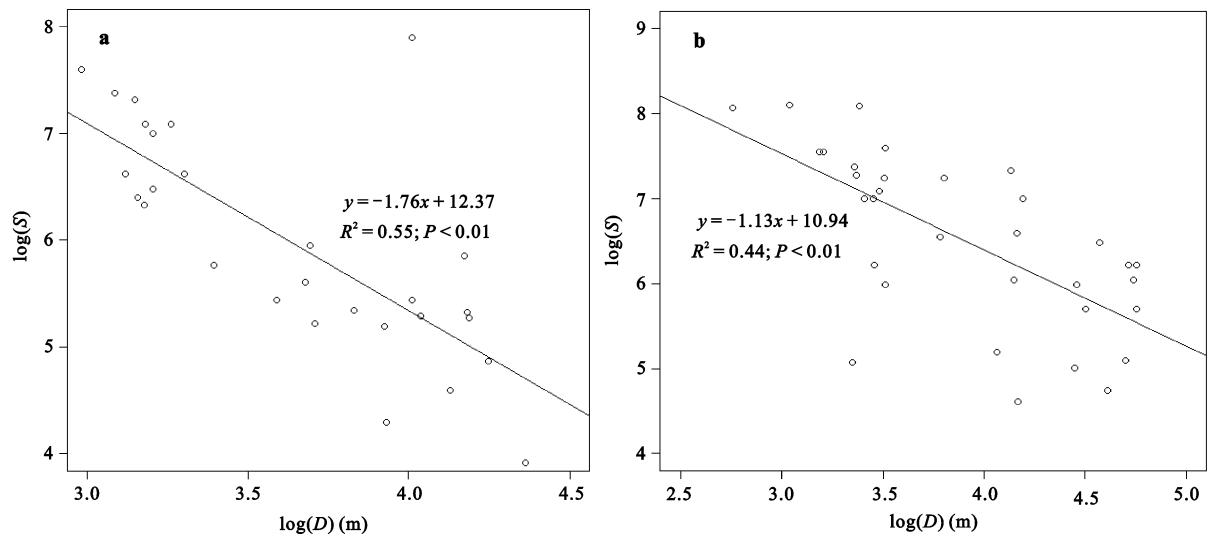 a
8
7
6
5
4
log(S)
y = −1.76x + 12.37
R² = 0.55; P < 0.01
3.0 3.5 4.0 4.5
log(D) (m)
b
9
8
7
6
5
4
log(S)
y = −1.13x + 10.94
R² = 0.44; P < 0.01
2.5 3.0 3.5 4.0 4.5 5.0
log(D) (m)